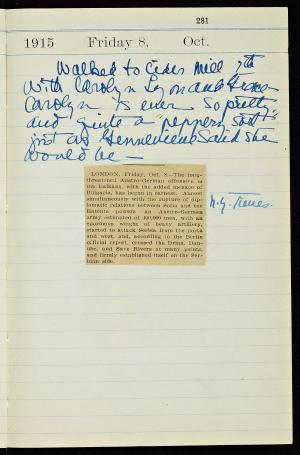 281
1915 Friday 8, Oct.
Walked to Cider Mill
with Carolyn Lyon and Grace
Carolyn is ever so pretty
and quite a "peppery sort"
just as Gennevieve said she
would be —
LONDON, Friday, Oct. 8.—The long-
threatened Austro-German offensive in
the Balkans, with the added menace of
Bulgaria, has begun in earnest. Almost
simultaneously with the rupture of dip-
lomatic relations between Sofia and the
Entente powers an Austro-German
army estimated at 400,000 men, with an
enormous weight of heavy artillery,
started to attack Serbia from the north
and west, and, according to the Berlin
official report, crossed the Drina, Dan-
ube, and Save Rivers at many points,
and firmly established itself on the Ser-
bian side.
N.Y. Times.